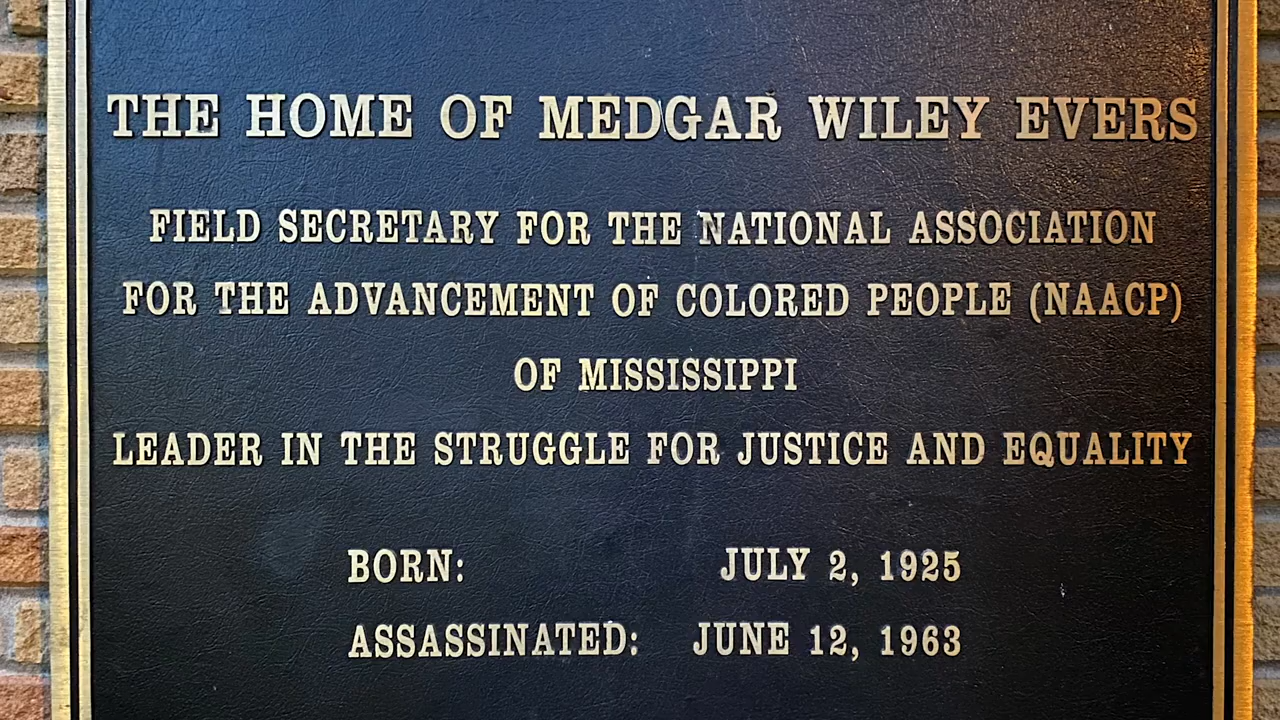 THE HOME OF MEDGAR WILEY EVERS
FIELD SECRETARY FOR THE NATIONAL ASSOCIATION
FOR THE ADVANCEMENT OF COLORED PEOPLE (NAACP)
OF MISSISSIPPI
LEADER IN THE STRUGGLE FOR JUSTICE AND EQUALITY
BORN: JULY 2, 1925
ASSASSINATED: JUNE 12, 1963